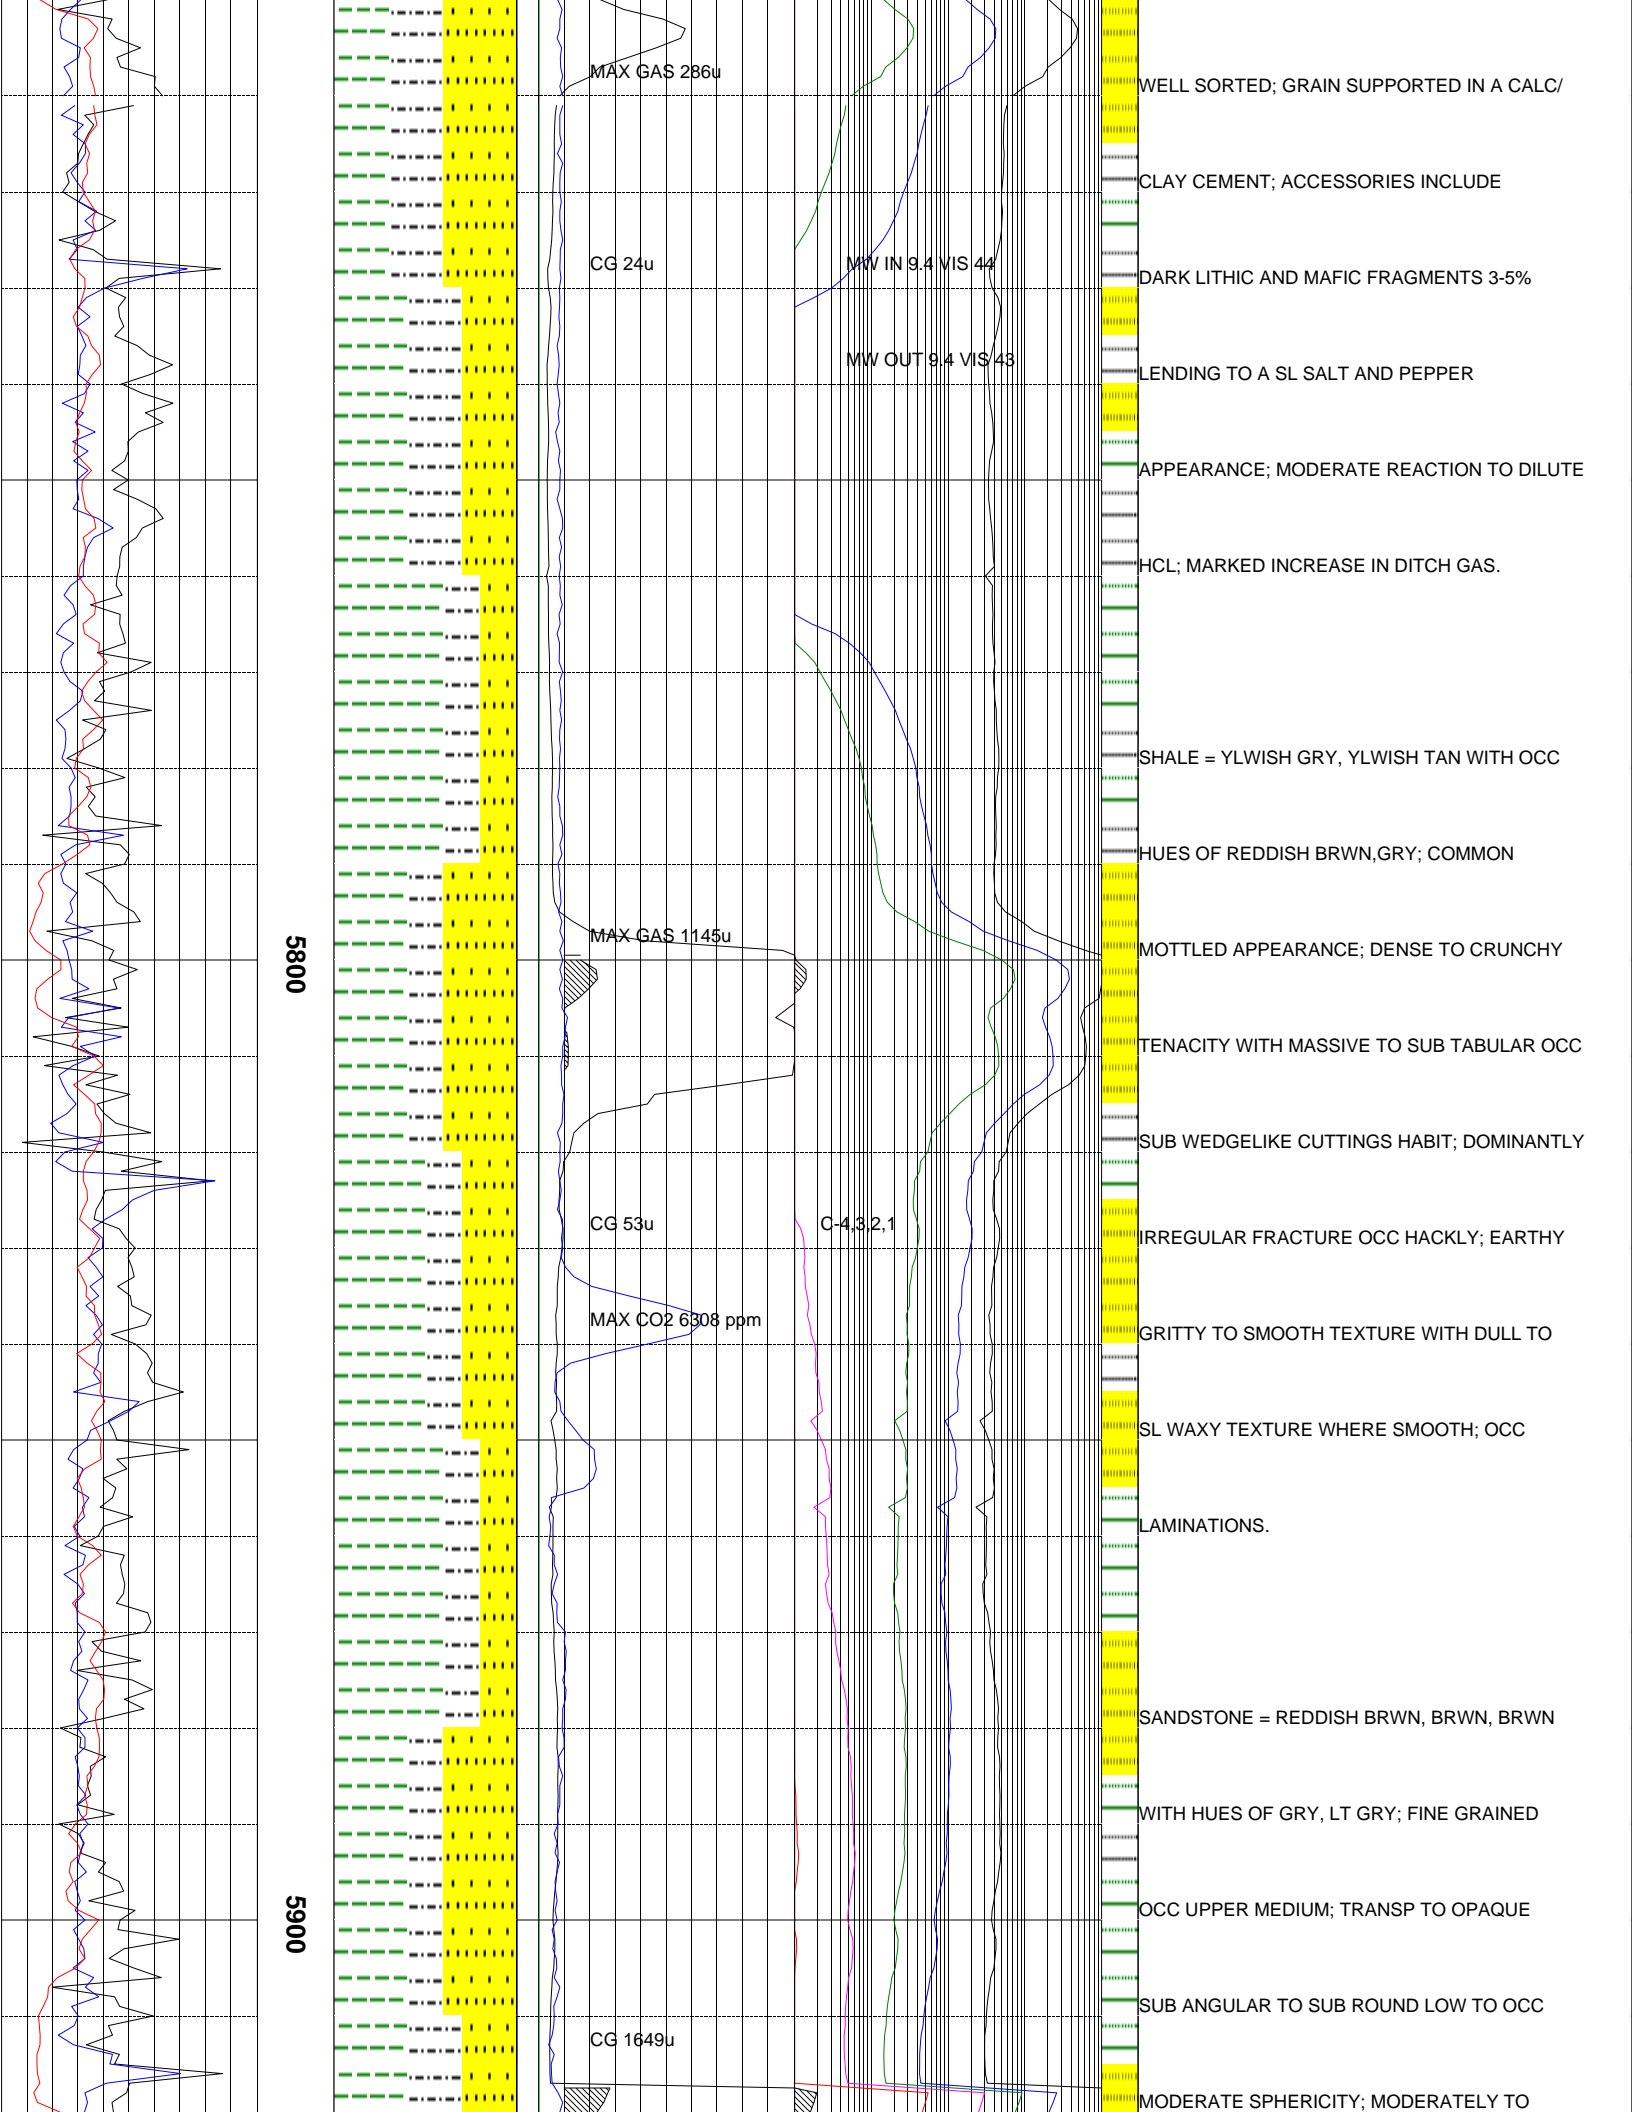 MAX GAS 286u
WELL SORTED; GRAIN SUPPORTED IN A CALC/
CLAY CEMENT; ACCESSORIES INCLUDE
CG 24u
MW IN 9.4 VIS 44
DARK LITHIC AND MAFIC FRAGMENTS 3-5%
MW OUT 9.4 VIS 43
LENDING TO A SL SALT AND PEPPER
APPEARANCE; MODERATE REACTION TO DILUTE
HCL; MARKED INCREASE IN DITCH GAS.
SHALE = YLWISH GRY, YLWISH TAN WITH OCC
HUES OF REDDISH BRWN,GRY; COMMON
MAX GAS 1145u
MOTTLED APPEARANCE; DENSE TO CRUNCHY
5800
TENACITY WITH MASSIVE TO SUB TABULAR OCC
SUB WEDGELIKE CUTTINGS HABIT; DOMINANTLY
CG 53u
C-4,3,2,1
IRREGULAR FRACTURE OCC HACKLY; EARTHY
MAX CO2 6308 ppm
GRITTY TO SMOOTH TEXTURE WITH DULL TO
SL WAXY TEXTURE WHERE SMOOTH; OCC
LAMINATIONS.
SANDSTONE = REDDISH BRWN, BRWN, BRWN
WITH HUES OF GRY, LT GRY; FINE GRAINED
OCC UPPER MEDIUM; TRANSP TO OPAQUE
5900
SUB ANGULAR TO SUB ROUND LOW TO OCC
CG 1649u
MODERATE SPHERICITY; MODERATELY TO